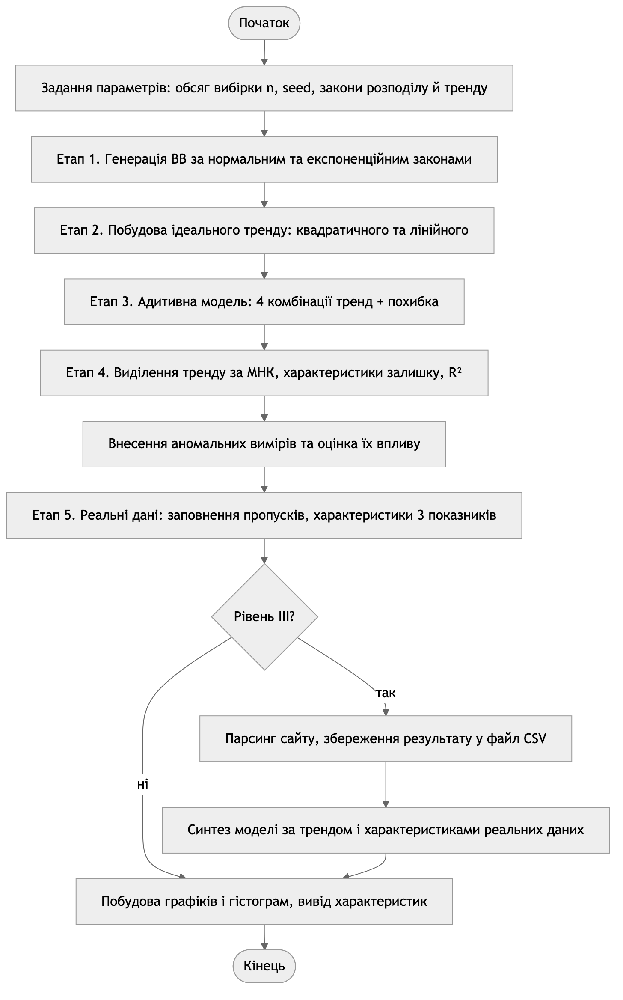 Початок
Задання параметрів: обсяг вибірки n, seed, закони розподілу й тренду
Етап 1. Генерація ВВ за нормальним та експоненційним законами
Етап 2. Побудова ідеального тренду: квадратичного та лінійного
Етап 3. Адитивна модель: 4 комбінації тренд + похибка
Етап 4. Виділення тренду за МНК, характеристики залишку, R²
Внесення аномальних вимірів та оцінка їх впливу
Етап 5. Реальні дані: заповнення пропусків, характеристики 3 показників
Рівень III?
так
Парсинг сайту, збереження результату у файл CSV
ні
Синтез моделі за трендом і характеристиками реальних даних
Побудова графіків і гістограм, вивід характеристик
Кінець